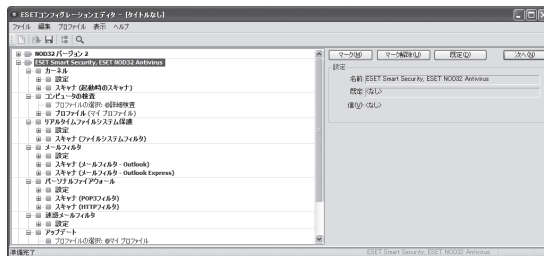 ESETコンフィグレーションエディタ - [タイトルなし]
ファイル 編集 プロファイル 表示 ヘルプ
NOD32 バージョン 2
ESET Smart Security, ESET NOD32 Antivirus
カーネル
設定
スキャナ (起動時のスキャナ)
コンピュータの検査
プロファイルの選択: @詳細検査
プロファイル (マイ プロファイル)
リアルタイムファイルシステム保護
設定
スキャナ (ファイルシステムフィルタ)
メールフィルタ
設定
スキャナ (メールフィルタ - Outlook)
スキャナ (メールフィルタ - Outlook Express)
パーソナルファイアウォール
設定
スキャナ (POP3フィルタ)
スキャナ (HTTPフィルタ)
迷惑メールフィルタ
設定
アップデート
プロファイルの選択: @マイ プロファイル
マーク(M) マーク解除(U) 既定(D) 次へ(N)
設定
名前: ESET Smart Security, ESET NOD32 Antivirus
既定: <なし>
値(V): <なし>
準備完了
ESET Smart Security, ESET NOD32 Antivirus